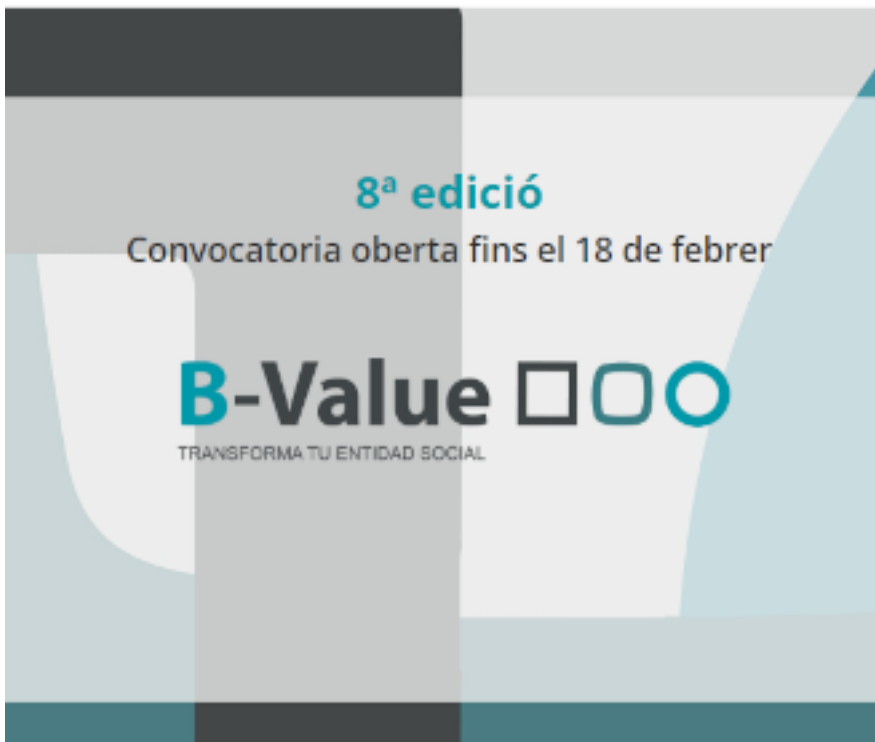 8ª edició
Convocatoria oberta fins el 18 de febrer
B-Value
TRANSFORMA TU ENTIDAD SOCIAL